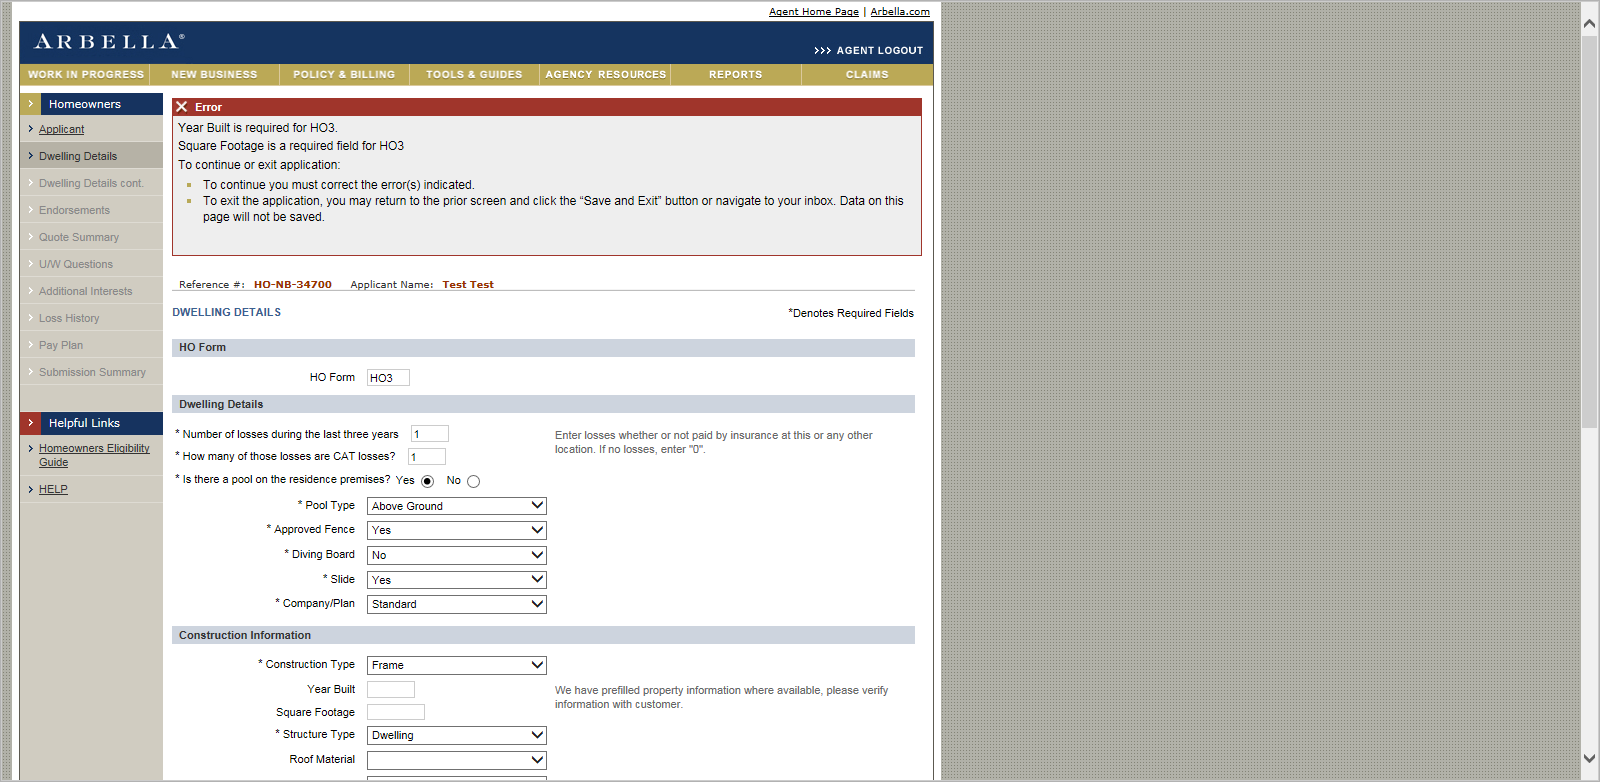 Agent Home Page | Arbella.com
ARBELLA®
>>> AGENT LOGOUT
WORK IN PROGRESS NEW BUSINESS POLICY & BILLING TOOLS & GUIDES AGENCY RESOURCES REPORTS CLAIMS
Homeowners
Applicant
Dwelling Details
Dwelling Details cont.
Endorsements
Quote Summary
U/W Questions
Additional Interests
Loss History
Pay Plan
Submission Summary
Helpful Links
Homeowners Eligibility
Guide
HELP
Error
Year Built is required for HO3.
Square Footage is a required field for HO3
To continue or exit application:
To continue you must correct the error(s) indicated.
To exit the application, you may return to the prior screen and click the “Save and Exit” button or navigate to your inbox. Data on this
page will not be saved.
Reference #: HO-NB-34700 Applicant Name: Test Test
DWELLING DETAILS
*Denotes Required Fields
HO Form
HO Form HO3
Dwelling Details
* Number of losses during the last three years 1
Enter losses whether or not paid by insurance at this or any other
location. If no losses, enter "0".
* How many of those losses are CAT losses? 1
* Is there a pool on the residence premises? Yes No
* Pool Type Above Ground
* Approved Fence Yes
* Diving Board No
* Slide Yes
* Company/Plan Standard
Construction Information
* Construction Type Frame
Year Built
We have prefilled property information where available, please verify
information with customer.
Square Footage
* Structure Type Dwelling
Roof Material